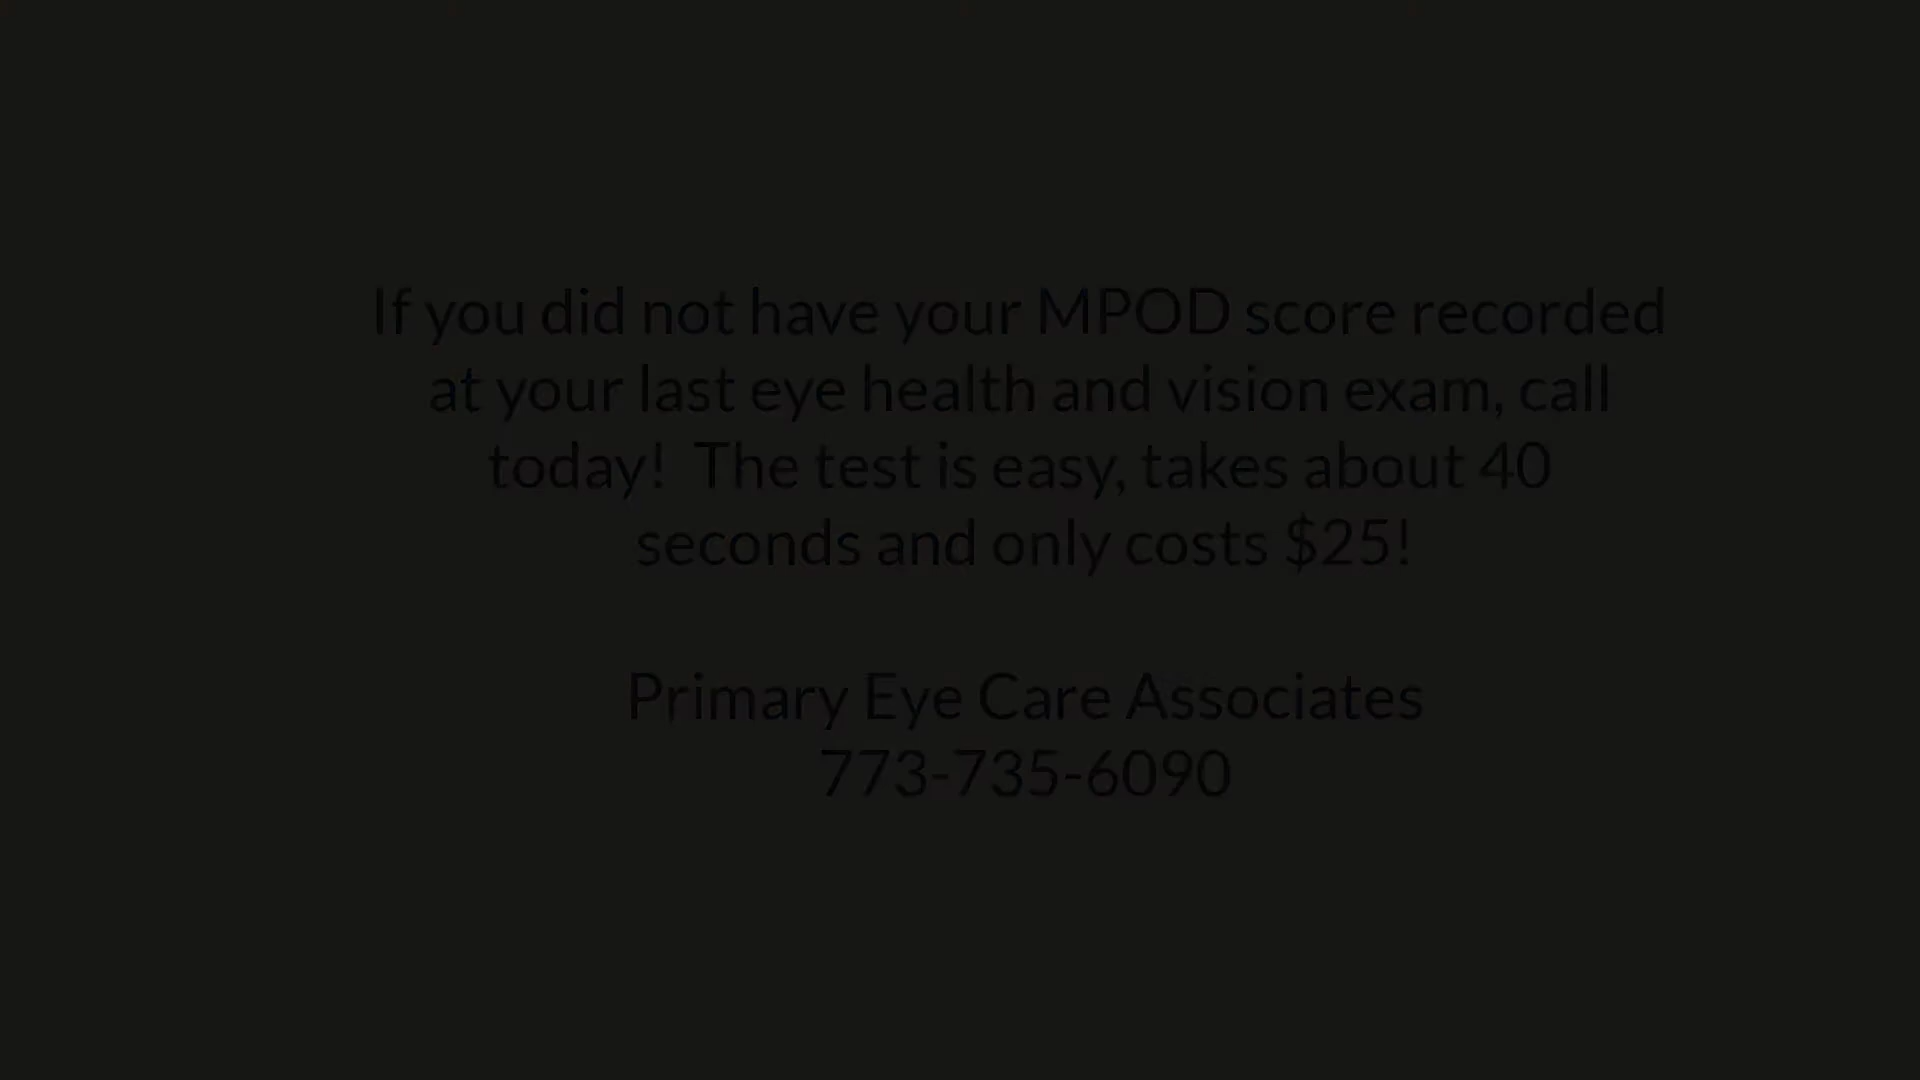 If you did not have your MPOD score recorded
at your last eye health and vision exam, call
today!  The test is easy, takes about 40
seconds and only costs $25!
Primary Eye Care Associates
773-735-6090